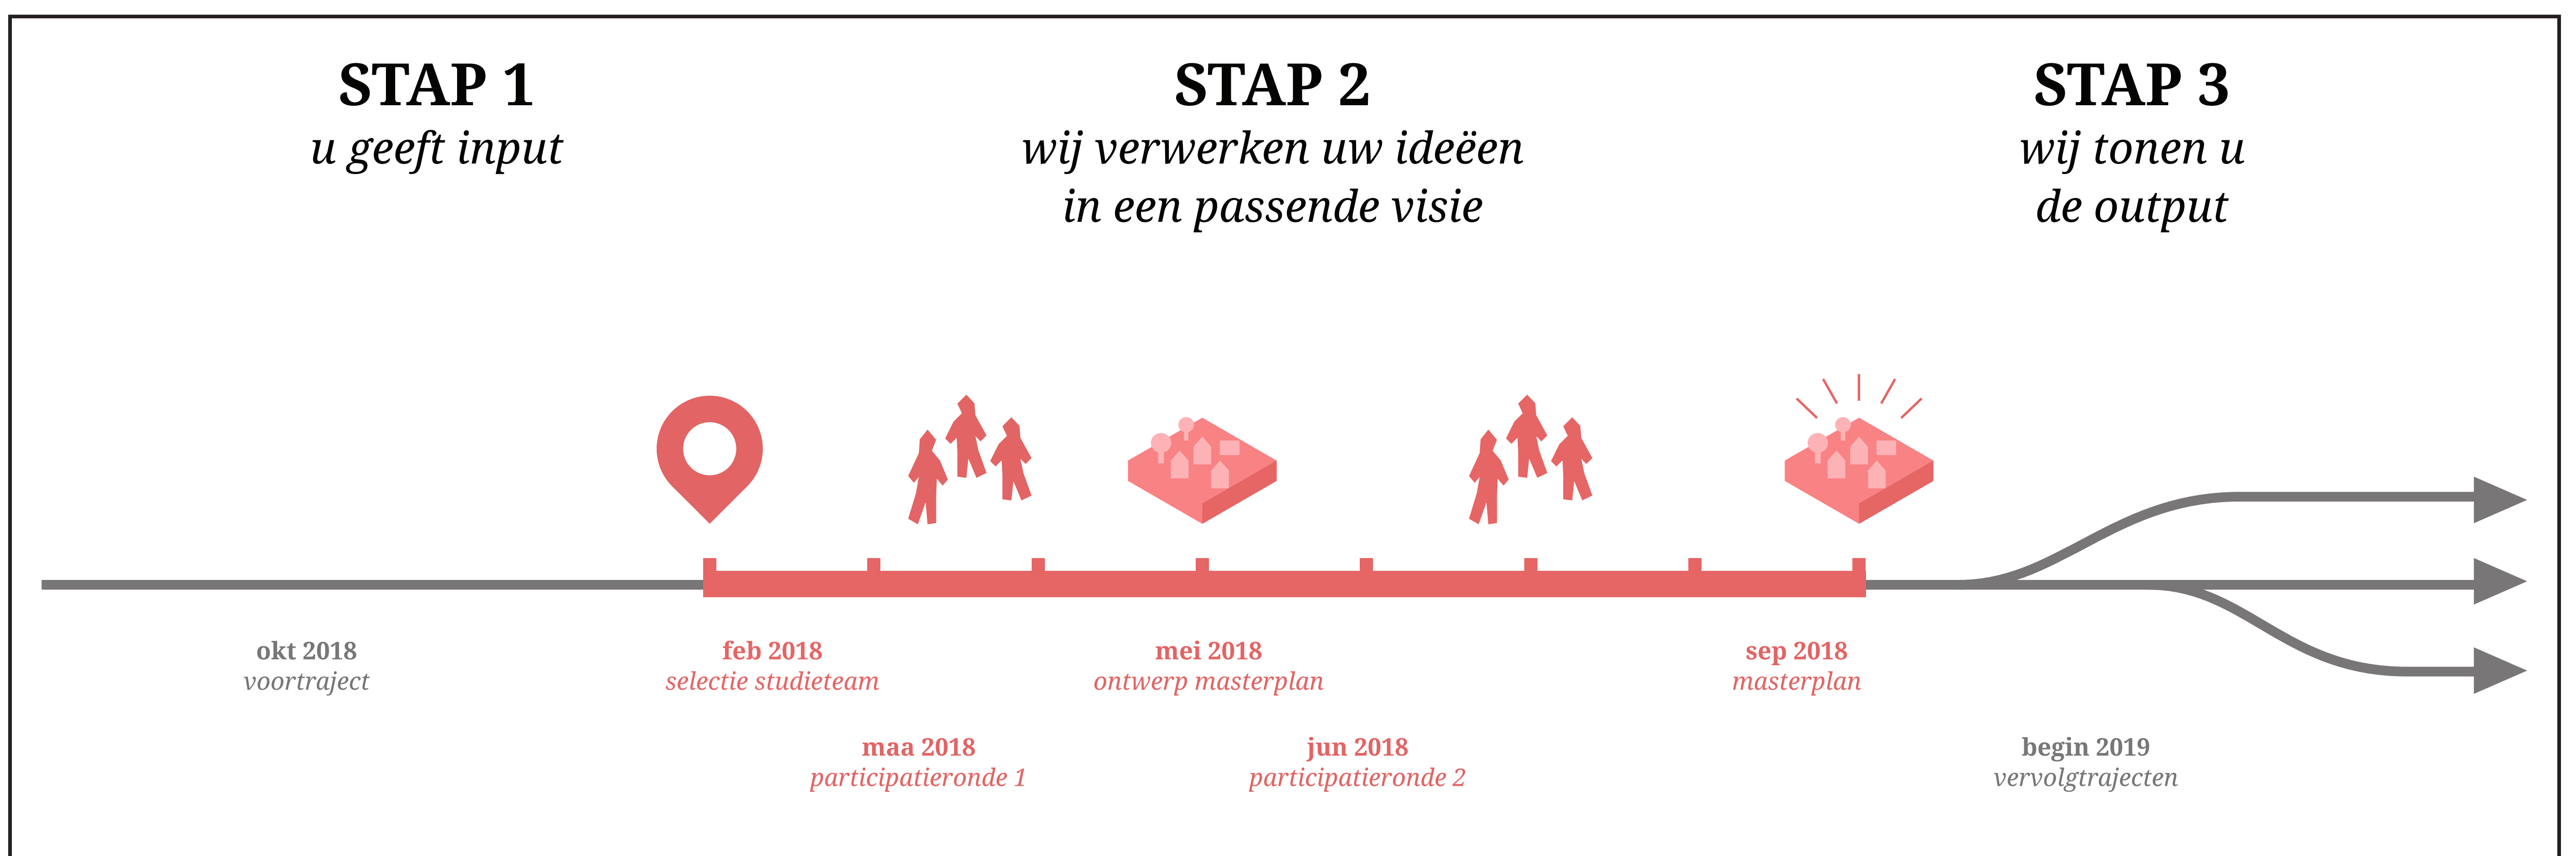 STAP 1
u geeft input
STAP 2
wij verwerken uw ideëen
in een passende visie
STAP 3
wij tonen u
de output
okt 2018
voortraject
feb 2018
selectie studieteam
maa 2018
participatieronde 1
mei 2018
ontwerp masterplan
jun 2018
participatieronde 2
sep 2018
masterplan
begin 2019
vervolgtrajecten